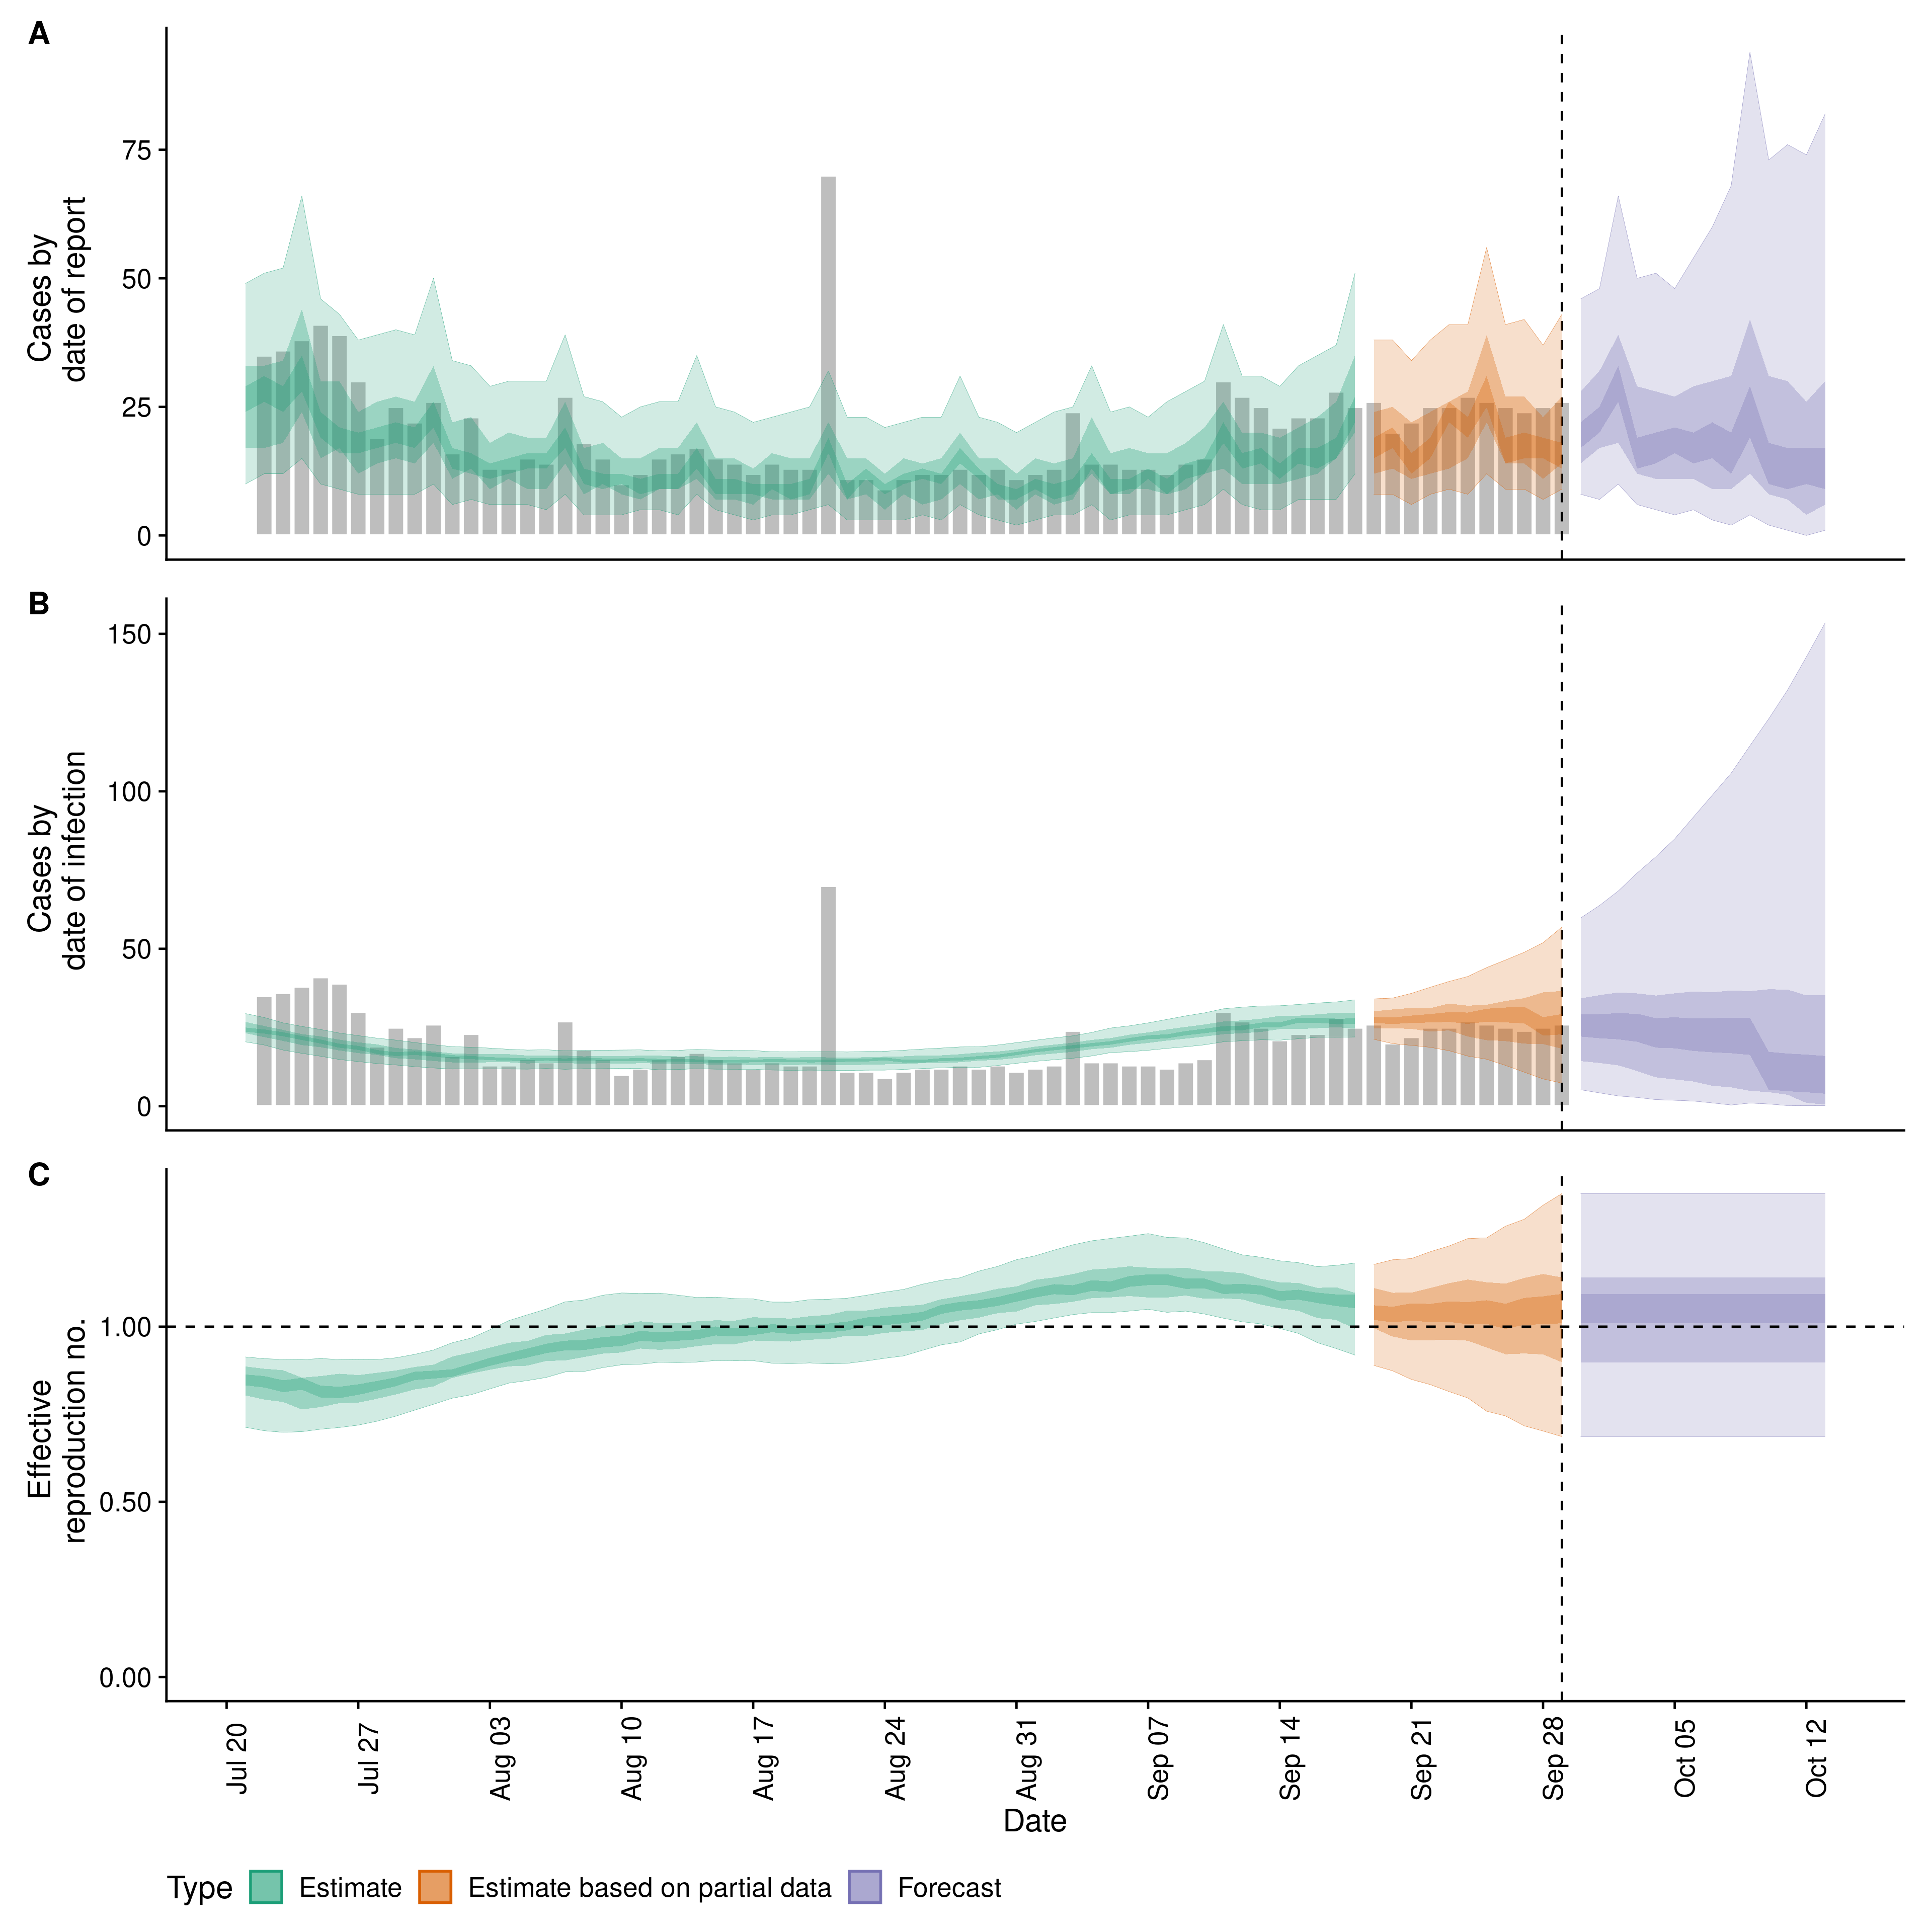 A
Cases by
date of report
75
50
25
0
B
Cases by
date of infection
150
100
50
0
C
Effective
reproduction no.
1.00
0.50
0.00
Jul 20
Jul 27
Aug 03
Aug 10
Aug 17
Aug 24
Aug 31
Sep 07
Sep 14
Sep 21
Sep 28
Oct 05
Oct 12
Date
Type Estimate Estimate based on partial data Forecast